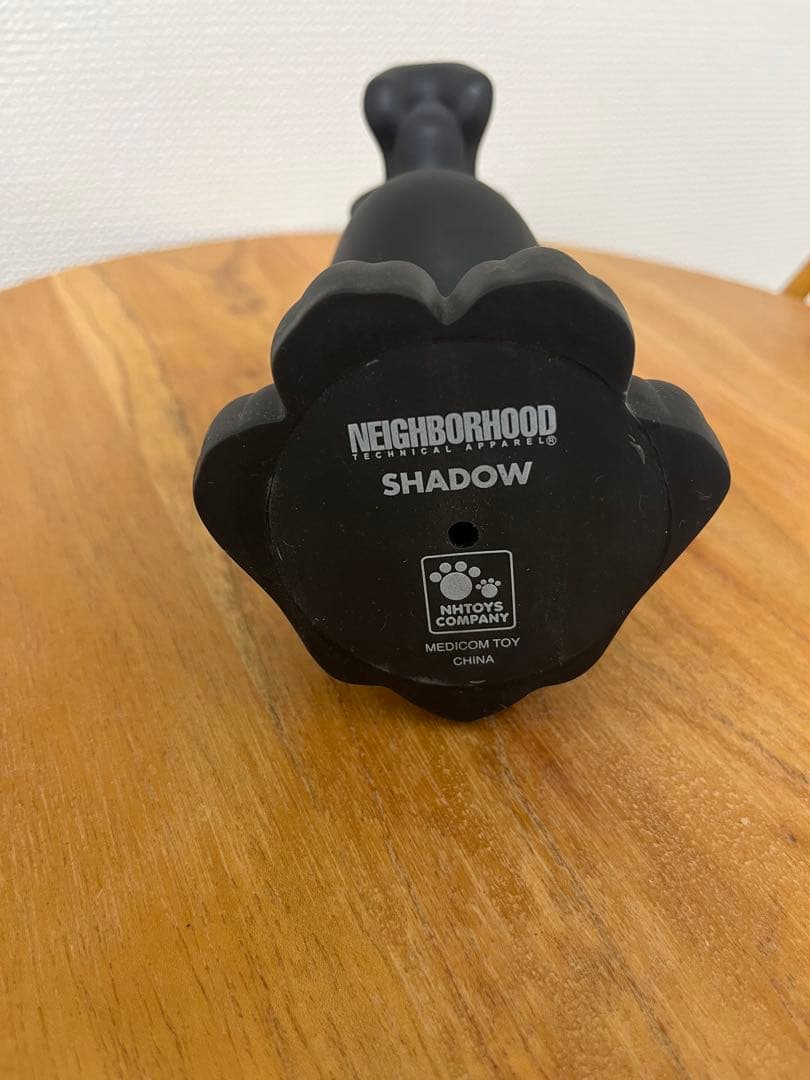 NEIGHBORHOOD
TECHNICAL APPAREL®
SHADOW
NHTOYS
COMPANY
MEDICOM TOY
CHINA